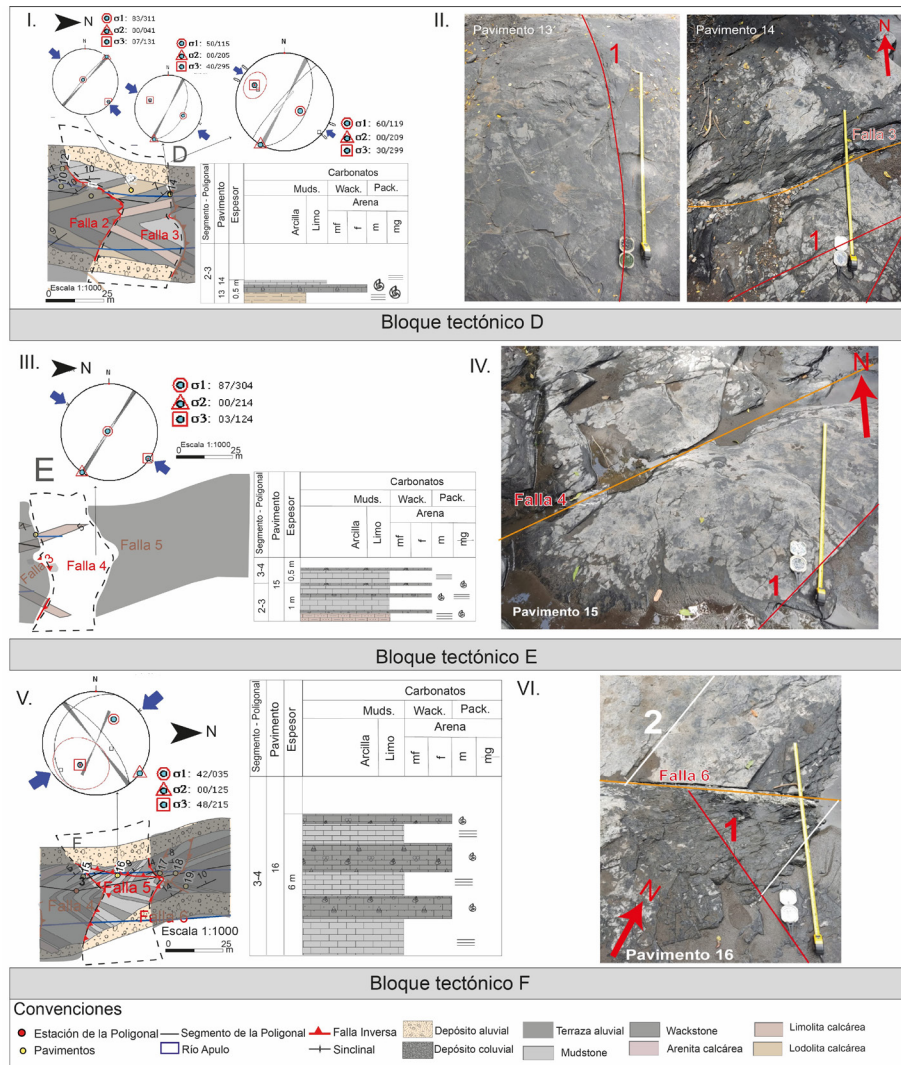 I.
N
σ1: 83/311
σ2: 00/041
σ3: 07/131
N
σ1: 50/115
σ2: 00/205
σ3: 40/295
N
σ1: 60/119
σ2: 00/209
σ3: 30/299
D
Falla 2
Falla 3
14
Escala 1:1000
0
25
m
Segmento - Poligonal
Pavimento
Espesor
Carbonatos
Muds.
Wack.
Pack.
Arena
Arcilla
Limo
mf
f
m
mg
2-3
13
14
0.5 m
II.
Pavimento 13
1
Pavimento 14
N
Falla 3
1
Bloque tectónico D
III.
N
N
σ1: 87/304
σ2: 00/214
σ3: 03/124
Escala 1:1000
0
25
m
E
Falla 3
Falla 4
Falla 5
Segmento - Poligonal
Pavimento
Espesor
Carbonatos
Muds.
Wack.
Pack.
Arena
Arcilla
Limo
mf
f
m
mg
3-4
2-3
15
0.5 m
1 m
IV.
N
Falla 4
1
Pavimento 15
Bloque tectónico E
V.
N
N
σ1: 42/035
σ2: 00/125
σ3: 48/215
F
15
16
17
18
19
14
10
Falla 5
Falla 6
Escala 1:1000
0
25
m
Segmento - Poligonal
Pavimento
Espesor
Carbonatos
Muds.
Wack.
Pack.
Arena
Arcilla
Limo
mf
f
m
mg
3-4
16
6 m
VI.
2
Falla 6
1
N
Pavimento 16
Bloque tectónico F
Convenciones
Estación de la Poligonal
Segmento de la Poligonal
Falla Inversa
Depósito aluvial
Terraza aluvial
Wackstone
Limolita calcárea
Pavimentos
Río Apulo
Sinclinal
Depósito coluvial
Mudstone
Arenita calcárea
Lodolita calcárea